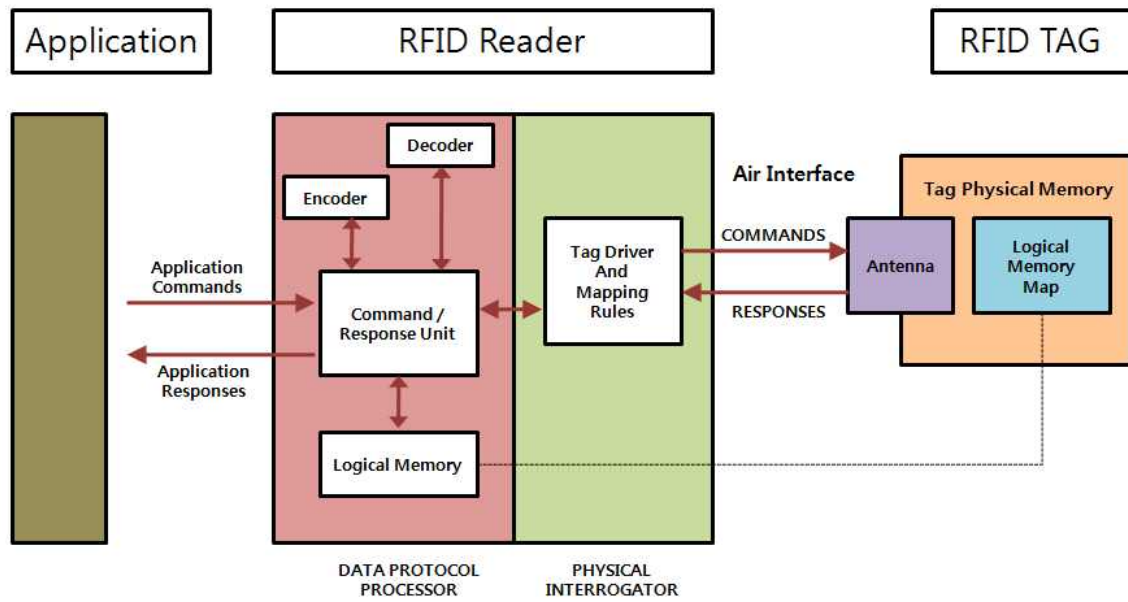 Application
RFID Reader
RFID TAG
Decoder
Encoder
Air Interface
Tag Physical Memory
Application
Commands
Command /
Response Unit
Application
Responses
Logical Memory
Tag Driver
And
Mapping
Rules
COMMANDS
RESPONSES
Antenna
Logical
Memory
Map
DATA PROTOCOL
PROCESSOR
PHYSICAL
INTERROGATOR